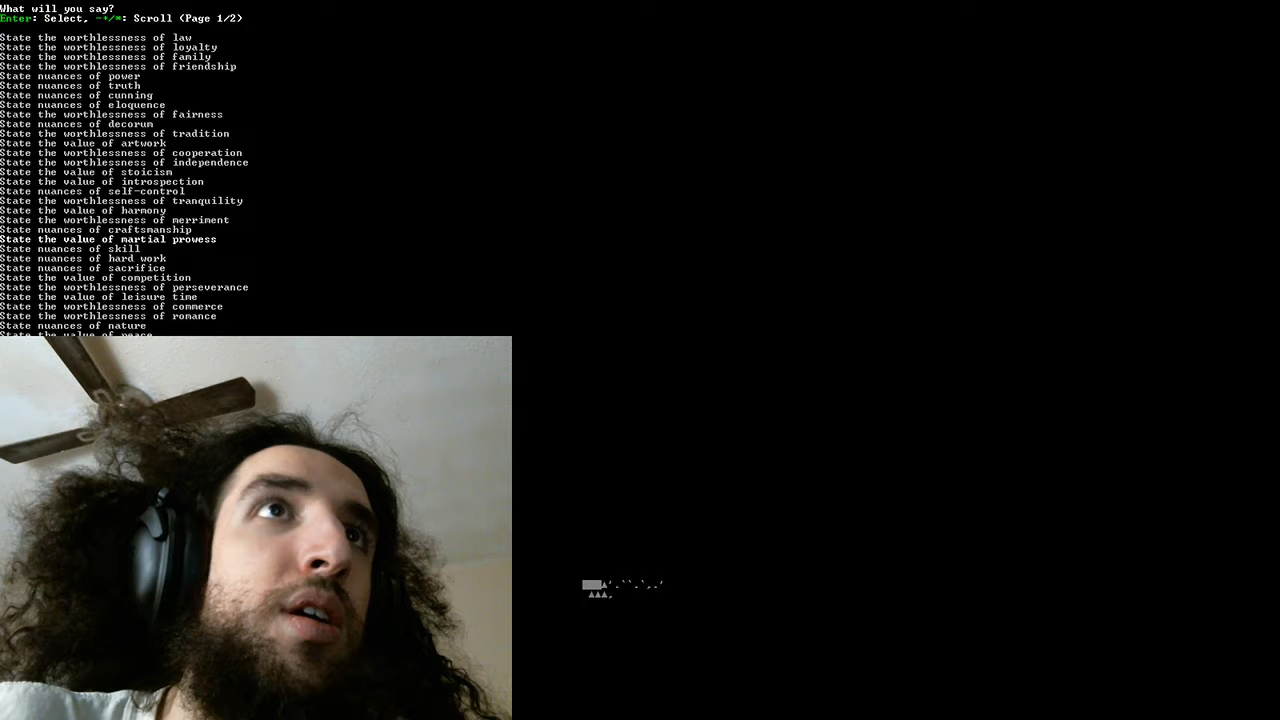 What will you say?
Enter: Select, -+/*: Scroll (Page 1/2)
State the worthlessness of law
State the worthlessness of loyalty
State the worthlessness of family
State the worthlessness of friendship
State nuances of power
State nuances of truth
State nuances of cunning
State nuances of eloquence
State the worthlessness of fairness
State nuances of decorum
State the worthlessness of tradition
State the value of artwork
State the worthlessness of cooperation
State the worthlessness of independence
State the value of stoicism
State the value of introspection
State nuances of self-control
State the worthlessness of tranquility
State the value of harmony
State the worthlessness of merriment
State nuances of craftsmanship
State the value of martial prowess
State nuances of skill
State nuances of hard work
State nuances of sacrifice
State the value of competition
State the worthlessness of perseverance
State the value of leisure time
State the worthlessness of commerce
State the worthlessness of romance
State nuances of nature
State the value of peace